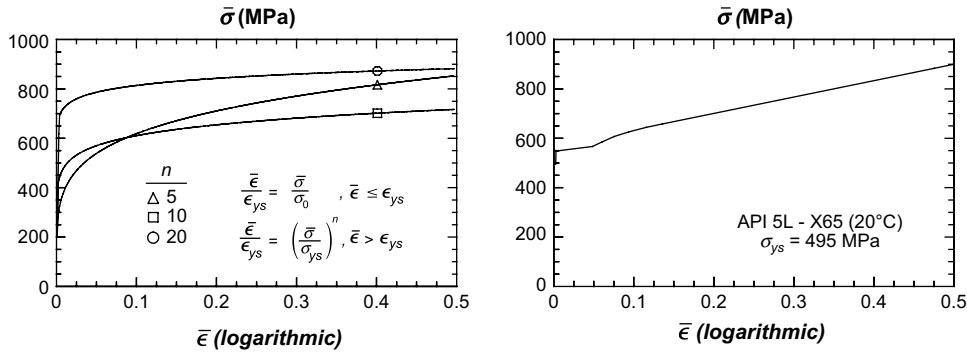 σ̄ (MPa)
1000
800
600
400
200
0
0 0.1 0.2 0.3 0.4 0.5
ε̄ (logarithmic)
n
△ 5
□ 10
○ 20
ε̄/ϵ_ys = σ̄/σ_0 , ε̄ ≤ ϵ_ys
ε̄/ϵ_ys = (σ̄/σ_ys)^n , ε̄ > ϵ_ys
σ̄ (MPa)
1000
800
600
400
200
0
0 0.1 0.2 0.3 0.4 0.5
API 5L - X65 (20°C)
σ_ys = 495 MPa
ε̄ (logarithmic)